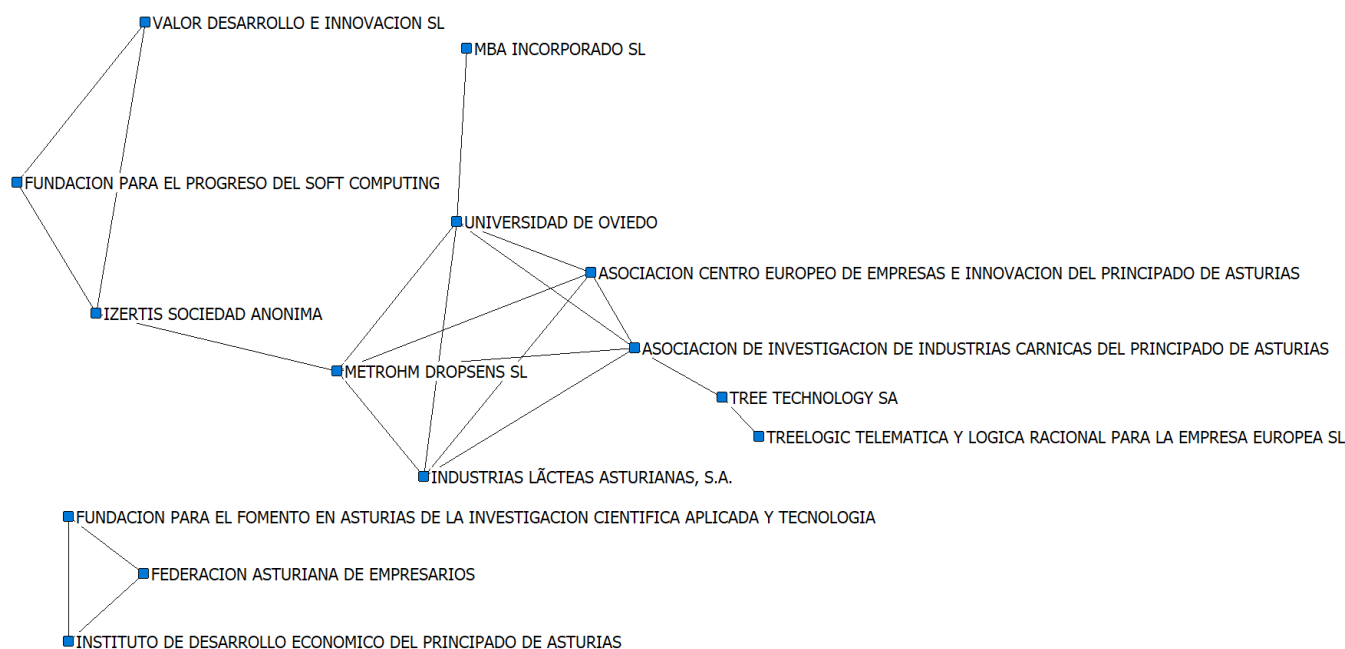 VALOR DESARROLLO E INNOVACION SL
MBA INCORPORADO SL
FUNDACION PARA EL PROGRESO DEL SOFT COMPUTING
UNIVERSIDAD DE OVIEDO
ASOCIACION CENTRO EUROPEO DE EMPRESAS E INNOVACION DEL PRINCIPADO DE ASTURIAS
IZERTIS SOCIEDAD ANONIMA
ASOCIACION DE INVESTIGACION DE INDUSTRIAS CARNICAS DEL PRINCIPADO DE ASTURIAS
METROHM DROPSENS SL
TREE TECHNOLOGY SA
TREELOGIC TELEMATICA Y LOGICA RACIONAL PARA LA EMPRESA EUROPEA SL
INDUSTRIAS LÃCTEAS ASTURIANAS, S.A.
FUNDACION PARA EL FOMENTO EN ASTURIAS DE LA INVESTIGACION CIENTIFICA APLICADA Y TECNOLOGIA
FEDERACION ASTURIANA DE EMPRESARIOS
INSTITUTO DE DESARROLLO ECONOMICO DEL PRINCIPADO DE ASTURIAS